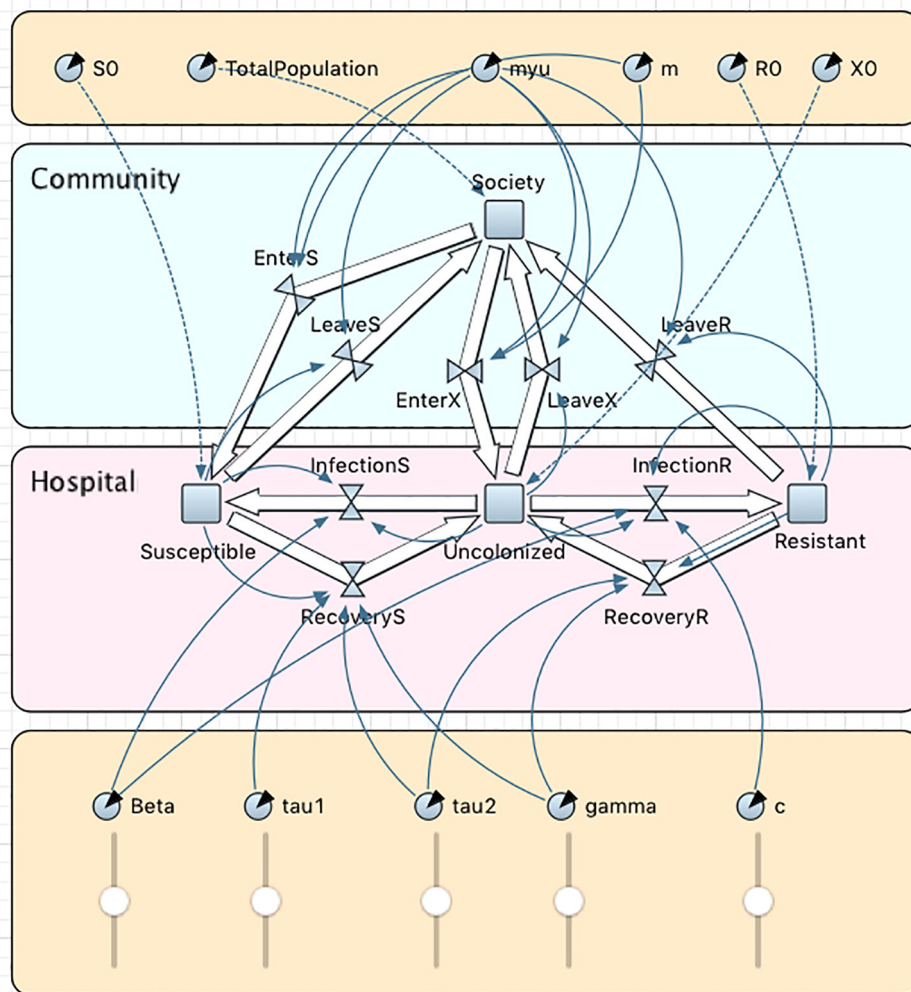 S0
TotalPopulation
myu
m
R0
X0
Community
Society
EnterS
LeaveS
LeaveR
EnterX
LeaveX
Hospital
InfectionS
InfectionR
Susceptible
Uncolonized
Resistant
RecoveryS
RecoveryR
Beta
tau1
tau2
gamma
c